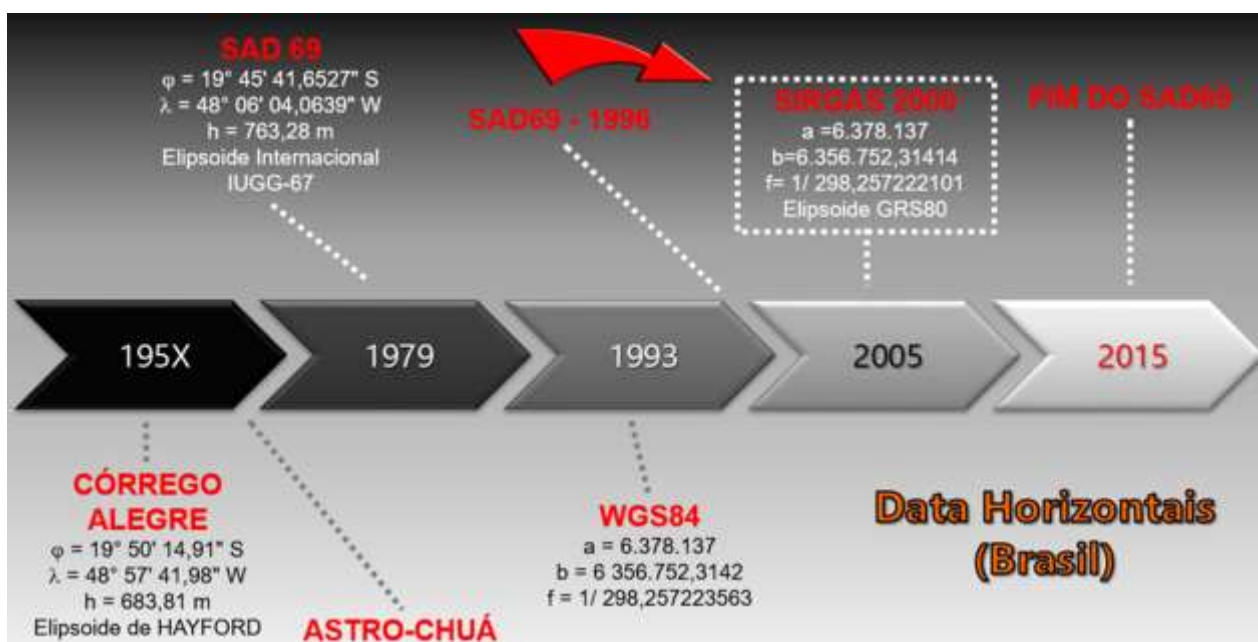 SAD 69
φ = 19° 45' 41,6527" S
λ = 48° 06' 04,0639" W
h = 763,28 m
Elipsoide Internacional
IUGG-67
SAD69 - 1996
SIRGAS 2000
a =6.378.137
b=6.356.752,31414
f= 1/ 298,257222101
Elipsoide GRS80
FIM DO SAD69
195X
1979
1993
2005
2015
CÓRREGO
ALEGRE
φ = 19° 50' 14,91" S
λ = 48° 57' 41,98" W
h = 683,81 m
Elipsoide de HAYFORD
ASTRO-CHUÁ
WGS84
a = 6.378.137
b = 6 356.752,3142
f = 1/ 298,257223563
Data Horizontais
(Brasil)